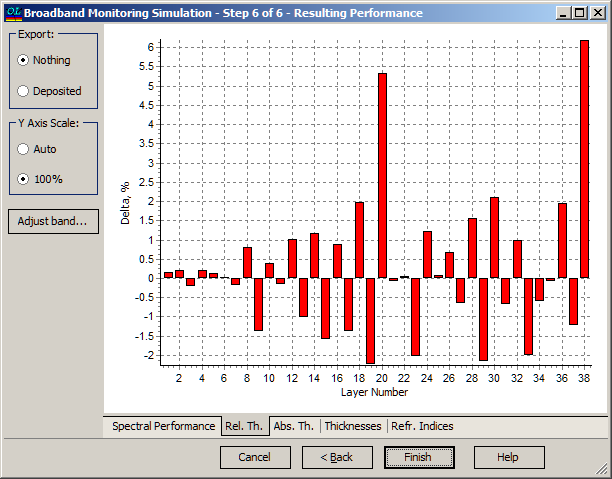 OL Broadband Monitoring Simulation - Step 6 of 6 - Resulting Performance
Export:
Nothing
Deposited
Y Axis Scale:
Auto
100%
Adjust band...
Delta, %
6
5.5
5
4.5
4
3.5
3
2.5
2
1.5
1
0.5
0
-0.5
-1
-1.5
-2
2 4 6 8 10 12 14 16 18 20 22 24 26 28 30 32 34 36 38
Layer Number
Spectral Performance Rel. Th. Abs. Th. Thicknesses Refr. Indices
Cancel < Back Finish Help